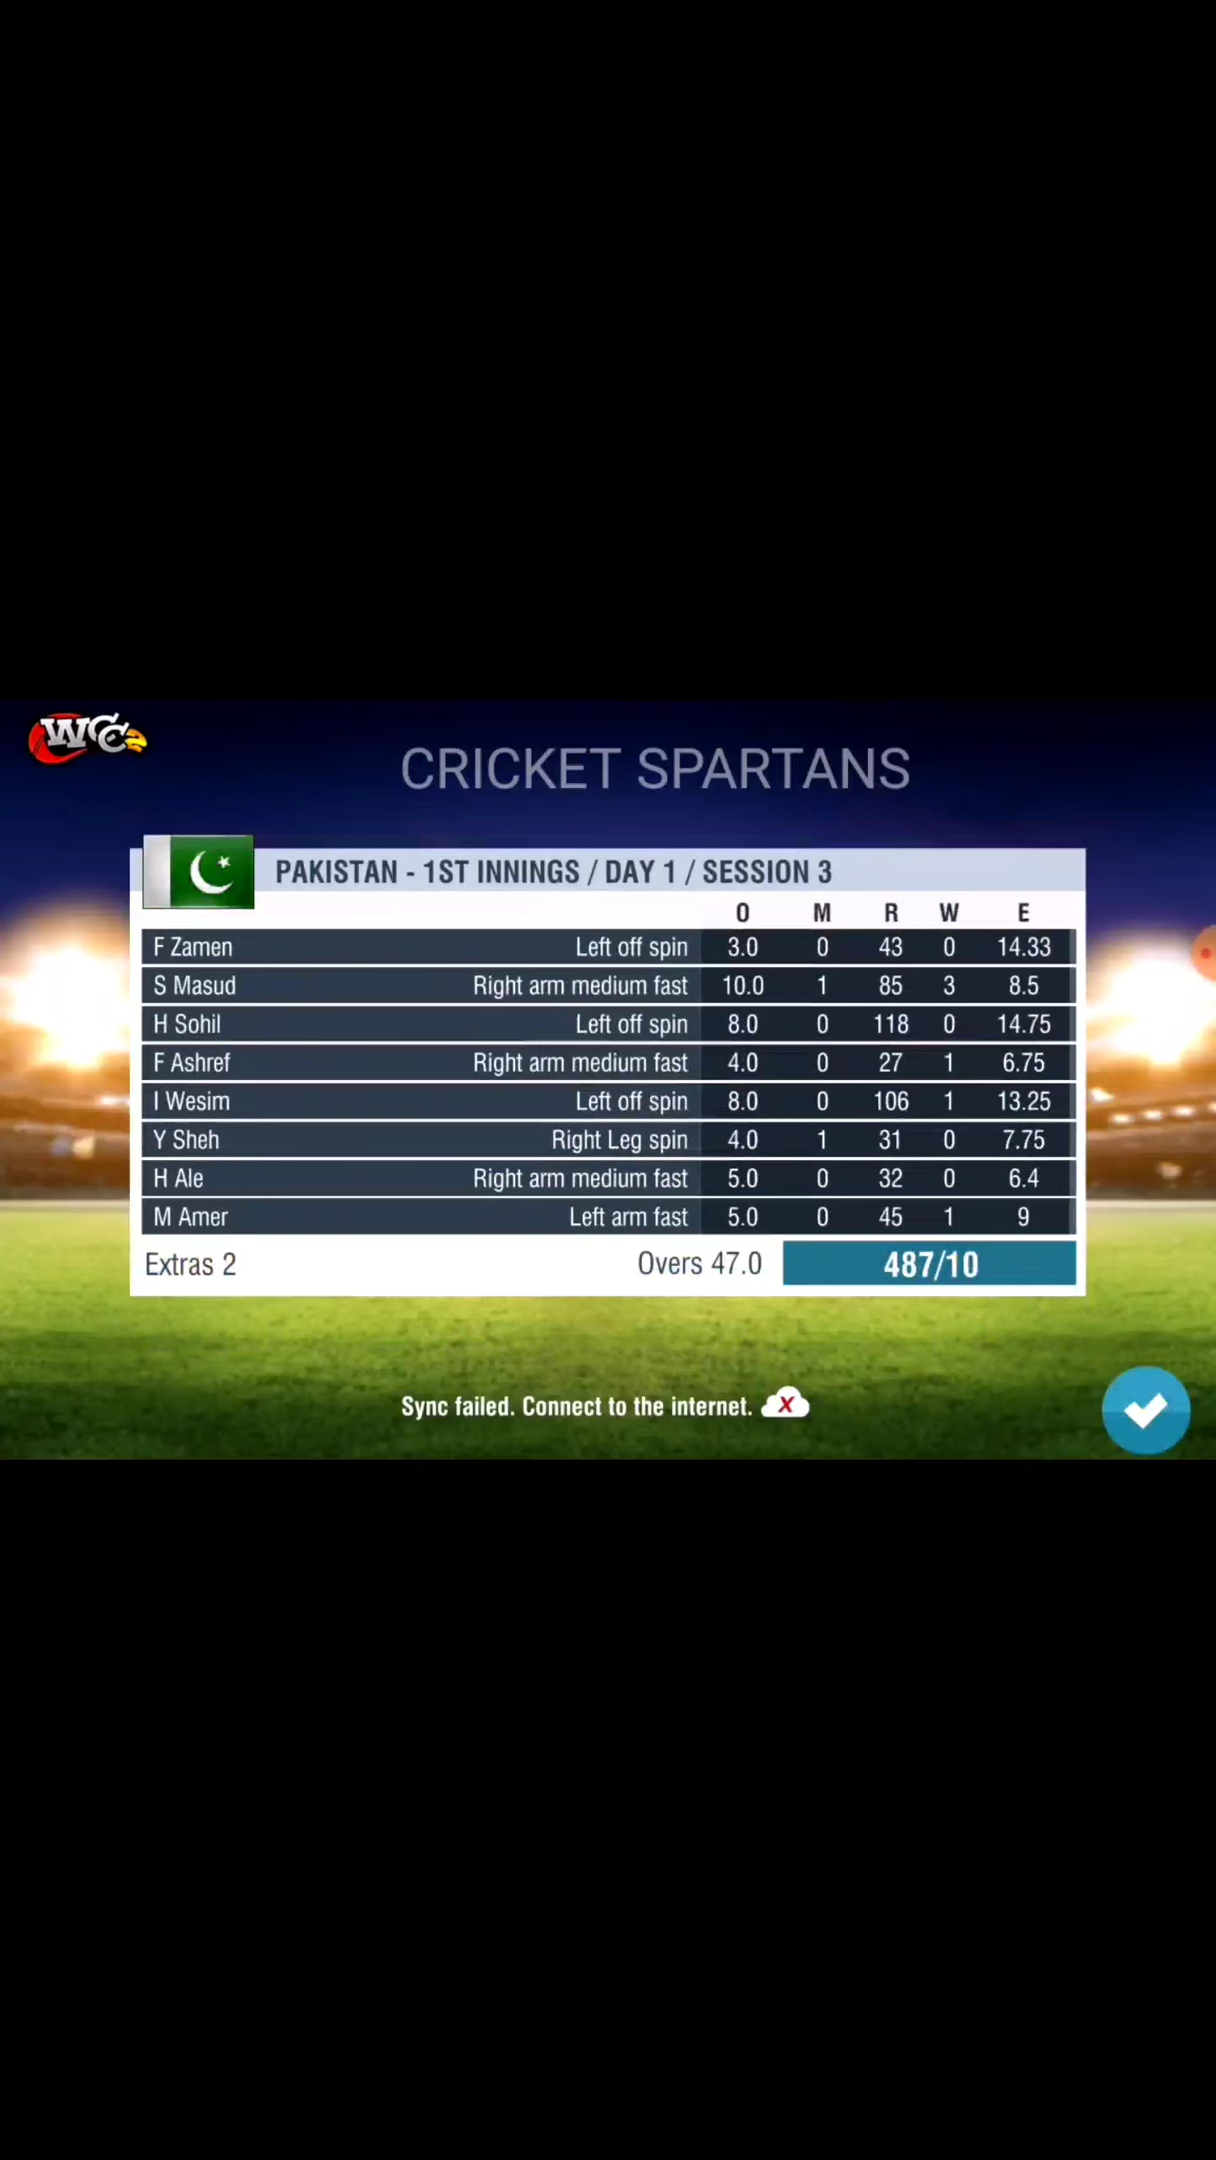 WCC2
CRICKET SPARTANS
PAKISTAN - 1ST INNINGS / DAY 1 / SESSION 3
O M R W E
F Zamen Left off spin 3.0 0 43 0 14.33
S Masud Right arm medium fast 10.0 1 85 3 8.5
H Sohil Left off spin 8.0 0 118 0 14.75
F Ashref Right arm medium fast 4.0 0 27 1 6.75
I Wesim Left off spin 8.0 0 106 1 13.25
Y Sheh Right Leg spin 4.0 1 31 0 7.75
H Ale Right arm medium fast 5.0 0 32 0 6.4
M Amer Left arm fast 5.0 0 45 1 9
Extras 2 Overs 47.0 487/10
Sync failed. Connect to the internet. X